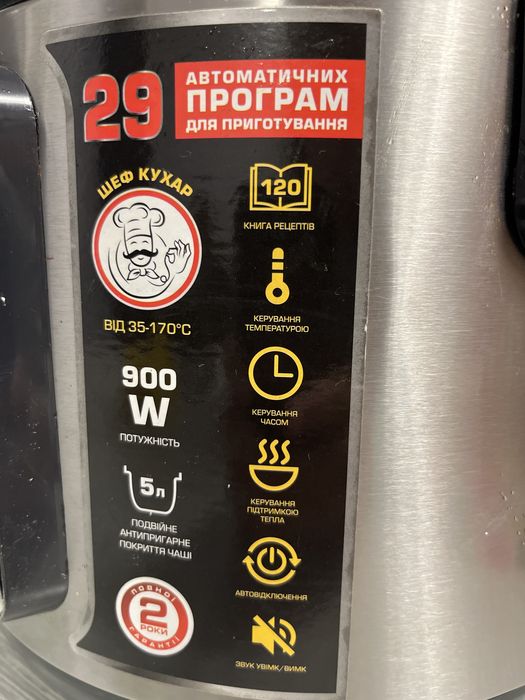 29
АВТОМАТИЧНИХ
ПРОГРАМ
ДЛЯ ПРИГОТУВАННЯ
ШЕФ КУХАР
ВІД 35-170°C
900
W
ПОТУЖНІСТЬ
5л
ПОДВІЙНЕ
АНТИПРИГАРНЕ
ПОКРИТТЯ ЧАШІ
ПОВНОЇ
2
РОКИ
ГАРАНТІЇ
120
КНИГА РЕЦЕПТІВ
КЕРУВАННЯ
ТЕМПЕРАТУРОЮ
КЕРУВАННЯ
ЧАСОМ
КЕРУВАННЯ
ПІДТРИМКОЮ
ТЕПЛА
АВТОВІДКЛЮЧЕННЯ
ЗВУК УВІМК/ВИМК